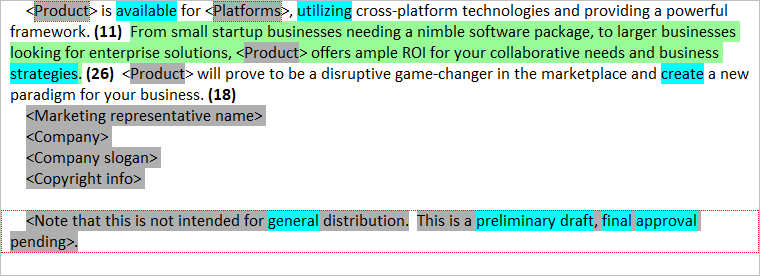 <Product> is available for <Platforms>, utilizing cross-platform technologies and providing a powerful
framework. (11)  From small startup businesses needing a nimble software package, to larger businesses
looking for enterprise solutions, <Product> offers ample ROI for your collaborative needs and business
strategies. (26)  <Product> will prove to be a disruptive game-changer in the marketplace and create a new
paradigm for your business. (18)
<Marketing representative name>
<Company>
<Company slogan>
<Copyright info>
<Note that this is not intended for general distribution.  This is a preliminary draft, final approval
pending>.